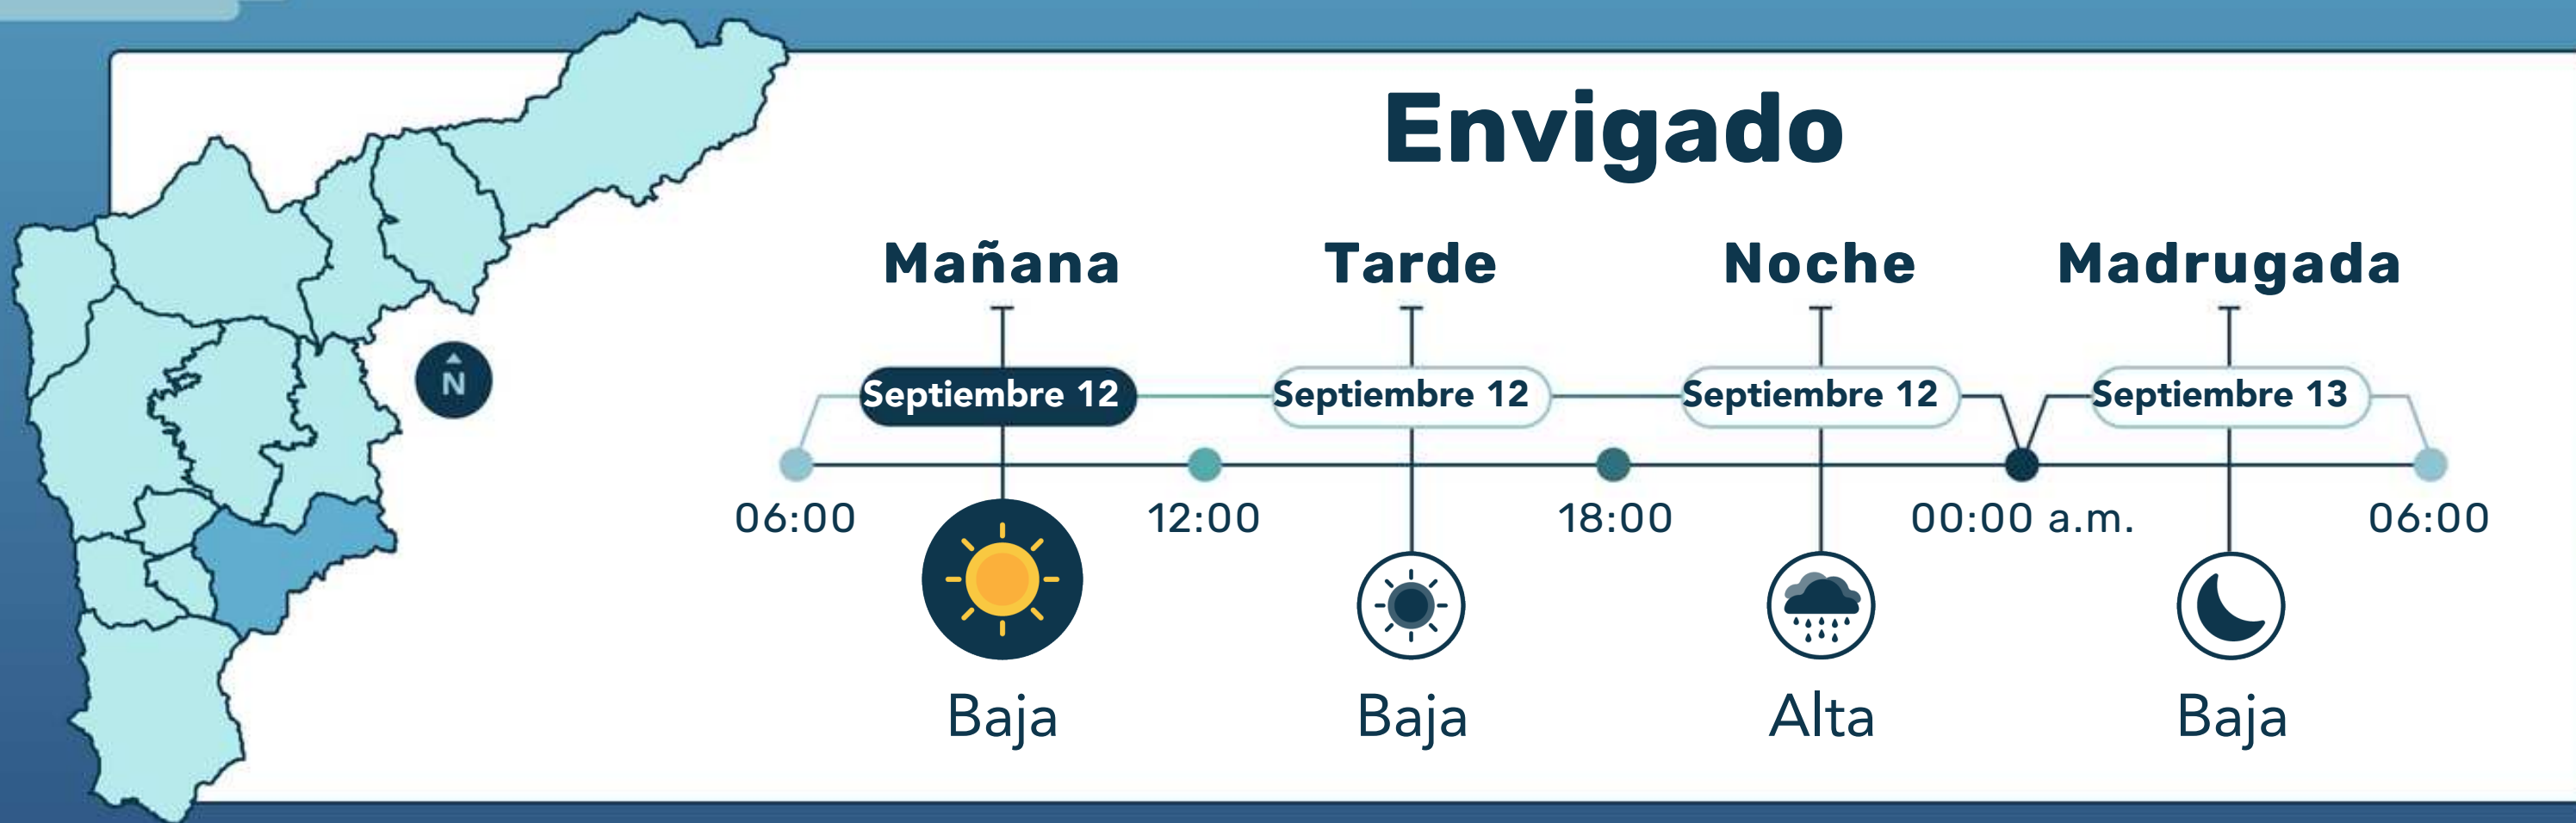 Envigado
Mañana Tarde Noche Madrugada
N
Septiembre 12 Septiembre 12 Septiembre 12 Septiembre 13
06:00 12:00 18:00 00:00 a.m. 06:00
Baja Baja Alta Baja